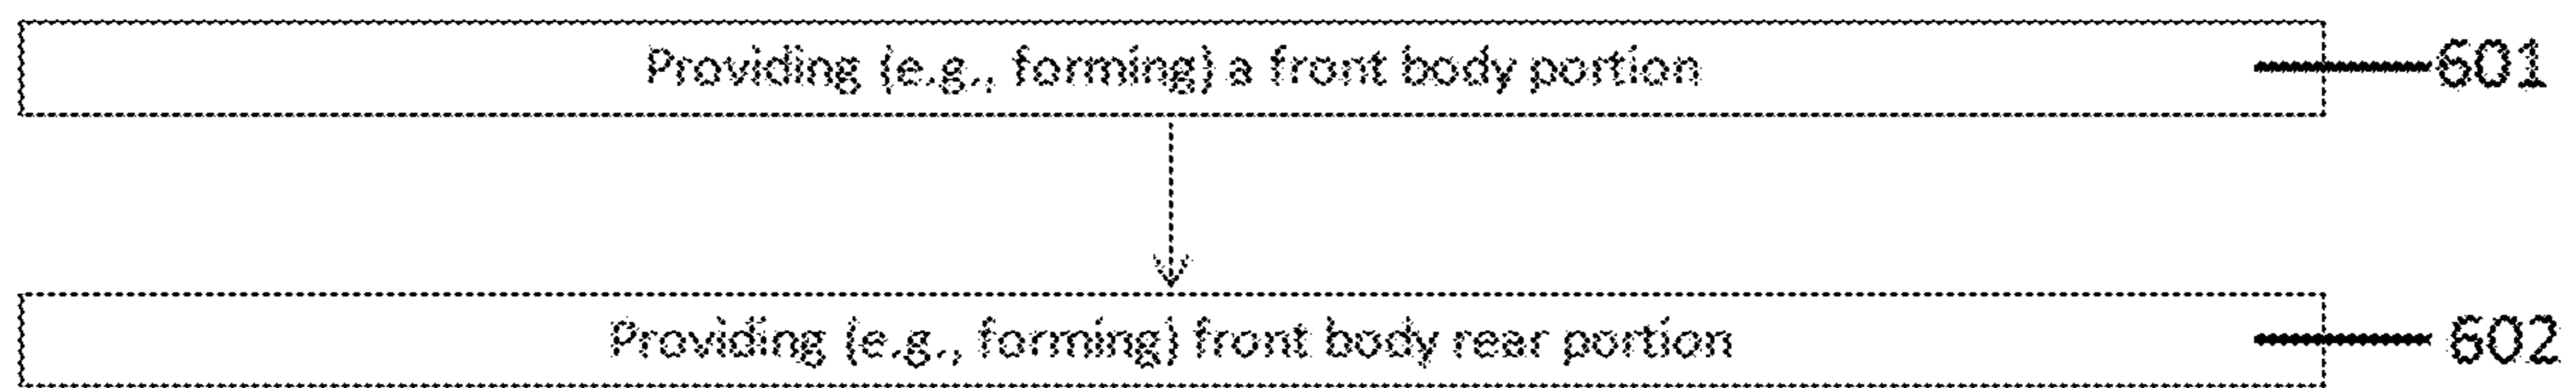 Providing (e.g., forming) a front body portion 601
Providing (e.g., forming) front body rear portion 602